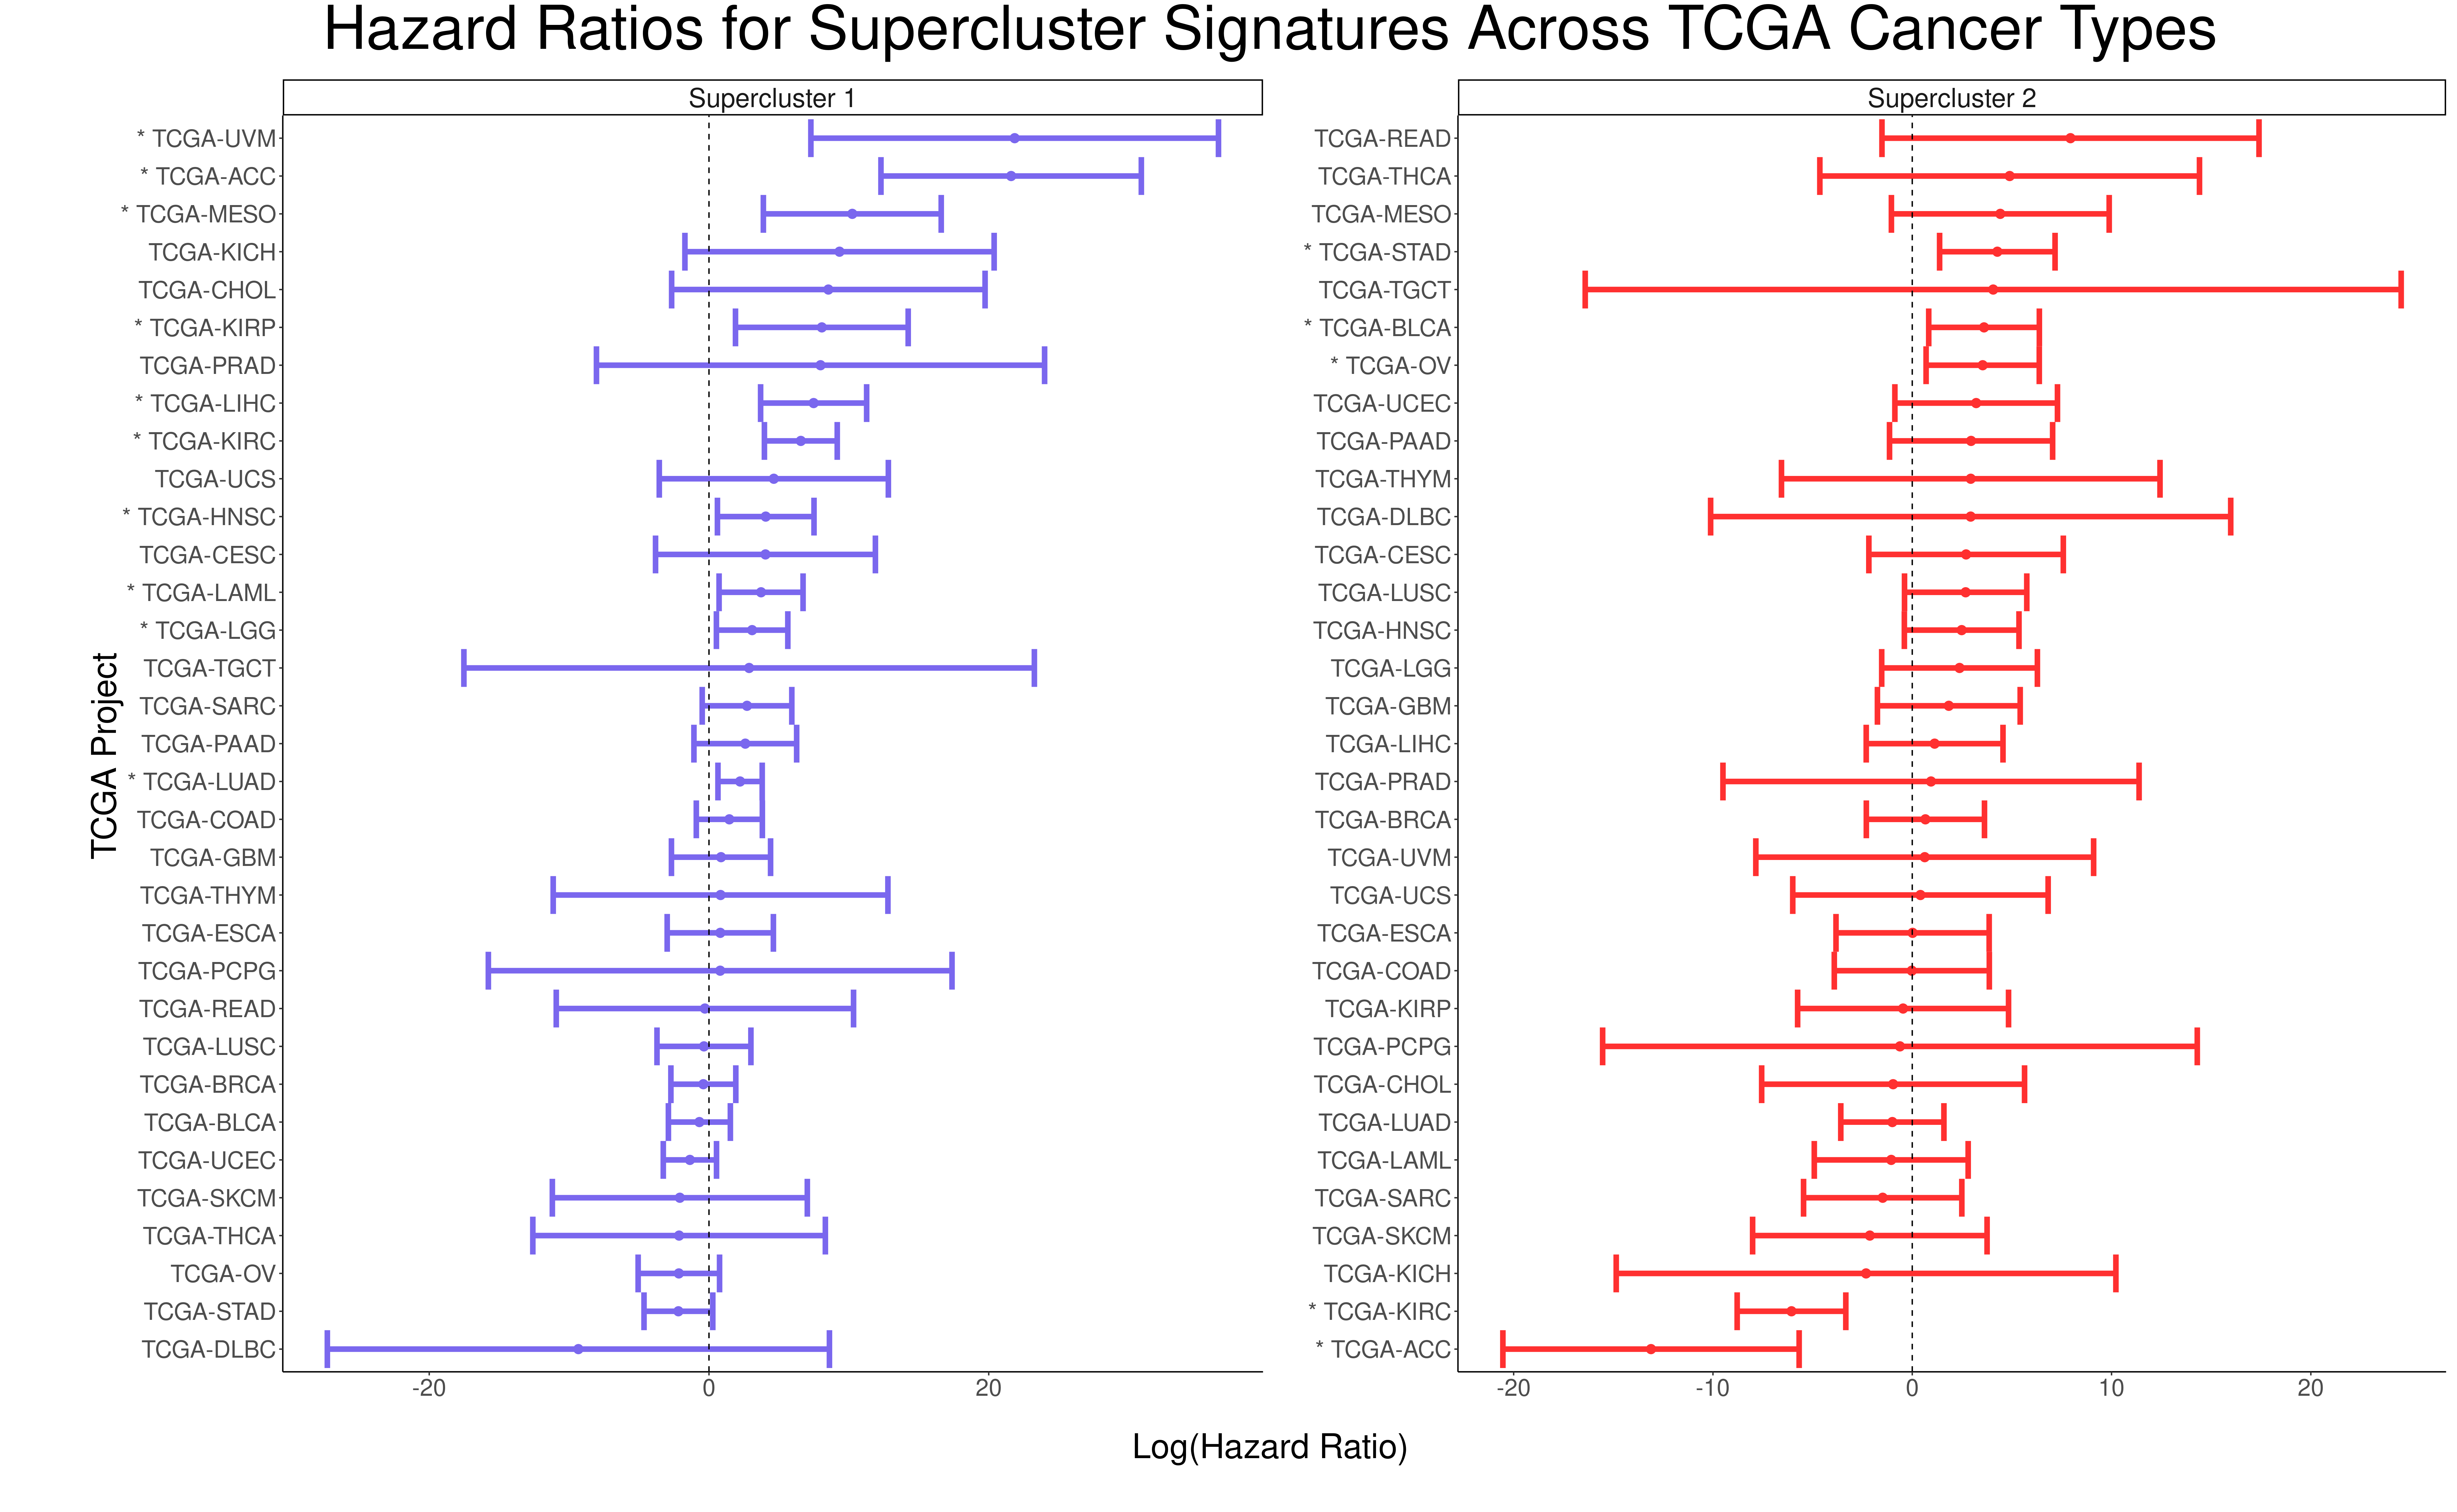 Hazard Ratios for Supercluster Signatures Across TCGA Cancer Types
Supercluster 1
* TCGA-UVM
* TCGA-ACC
* TCGA-MESO
TCGA-KICH
TCGA-CHOL
* TCGA-KIRP
TCGA-PRAD
* TCGA-LIHC
* TCGA-KIRC
TCGA-UCS
* TCGA-HNSC
TCGA-CESC
* TCGA-LAML
* TCGA-LGG
TCGA-TGCT
TCGA-SARC
TCGA-PAAD
* TCGA-LUAD
TCGA-COAD
TCGA-GBM
TCGA-THYM
TCGA-ESCA
TCGA-PCPG
TCGA-READ
TCGA-LUSC
TCGA-BRCA
TCGA-BLCA
TCGA-UCEC
TCGA-SKCM
TCGA-THCA
TCGA-OV
TCGA-STAD
TCGA-DLBC
-20 0 20
Supercluster 2
TCGA-READ
TCGA-THCA
TCGA-MESO
* TCGA-STAD
TCGA-TGCT
* TCGA-BLCA
* TCGA-OV
TCGA-UCEC
TCGA-PAAD
TCGA-THYM
TCGA-DLBC
TCGA-CESC
TCGA-LUSC
TCGA-HNSC
TCGA-LGG
TCGA-GBM
TCGA-LIHC
TCGA-PRAD
TCGA-BRCA
TCGA-UVM
TCGA-UCS
TCGA-ESCA
TCGA-COAD
TCGA-KIRP
TCGA-PCPG
TCGA-CHOL
TCGA-LUAD
TCGA-LAML
TCGA-SARC
TCGA-SKCM
TCGA-KICH
* TCGA-KIRC
* TCGA-ACC
-20 -10 0 10 20
TCGA Project
Log(Hazard Ratio)